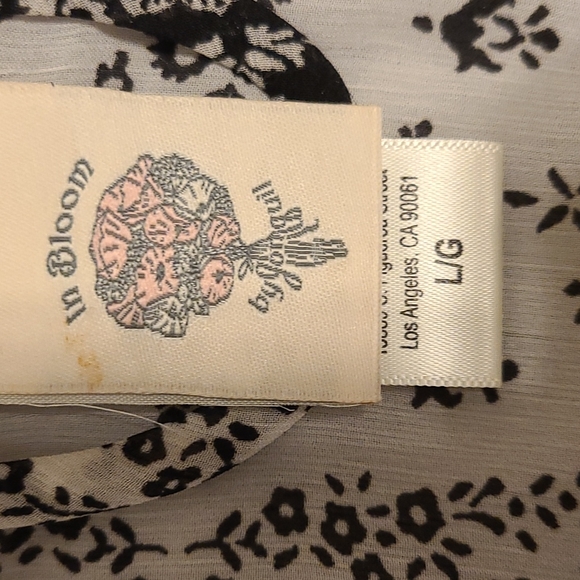 In Bloom
by Jonquil
Los Angeles, CA 90061
L/G